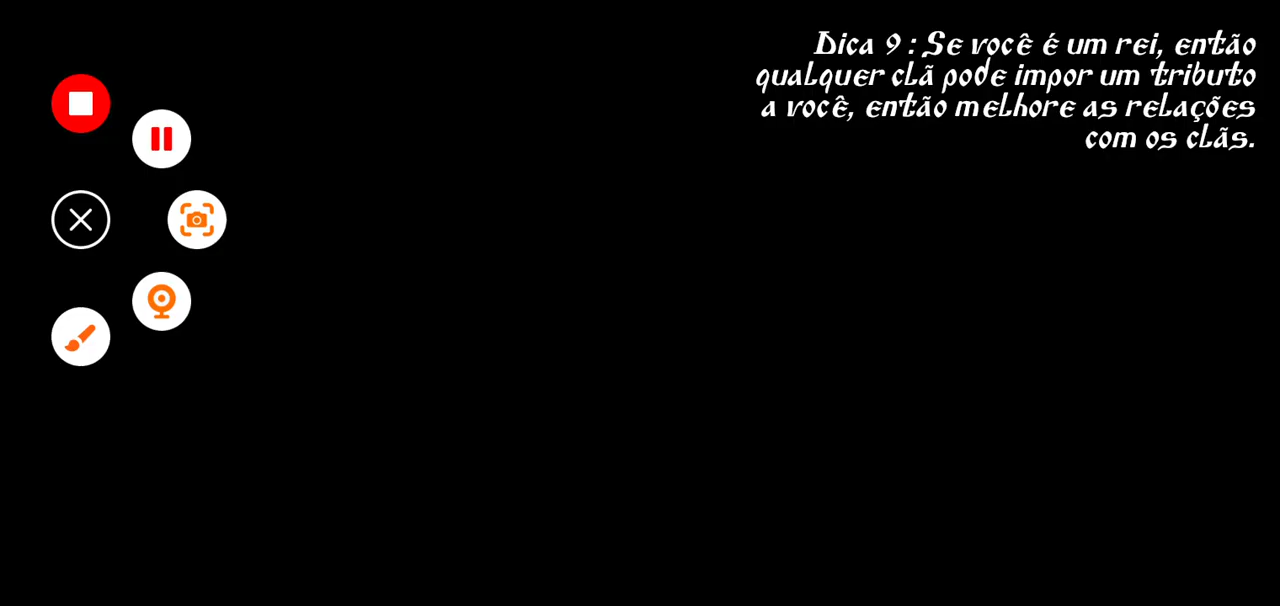 Dica 9 : Se você é um rei, então
qualquer clã pode impor um tributo
a você, então melhore as relações
com os clãs.